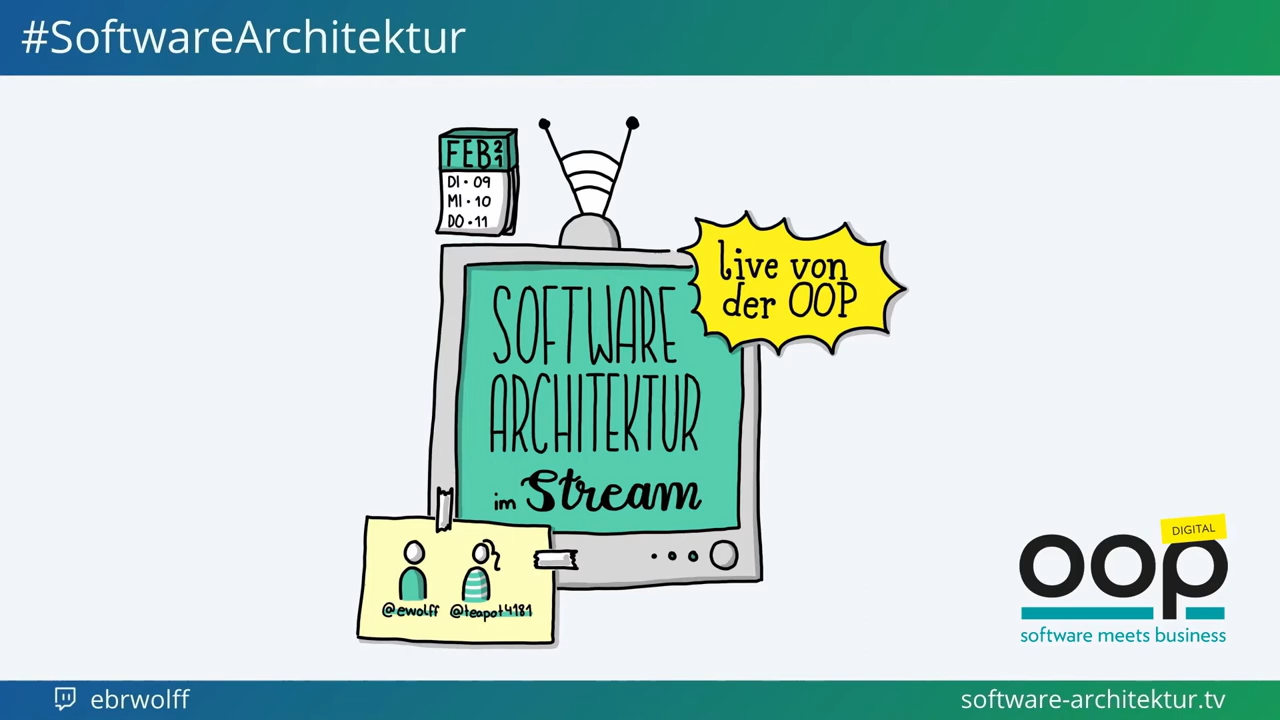 #SoftwareArchitektur
FEB 21
DI • 09
MI • 10
DO • 11
live von
der OOP
SOFTWARE
ARCHITEKTUR
im Stream
@ewolff @teapot4181
DIGITAL
oop
software meets business
ebrwolff
software-architektur.tv